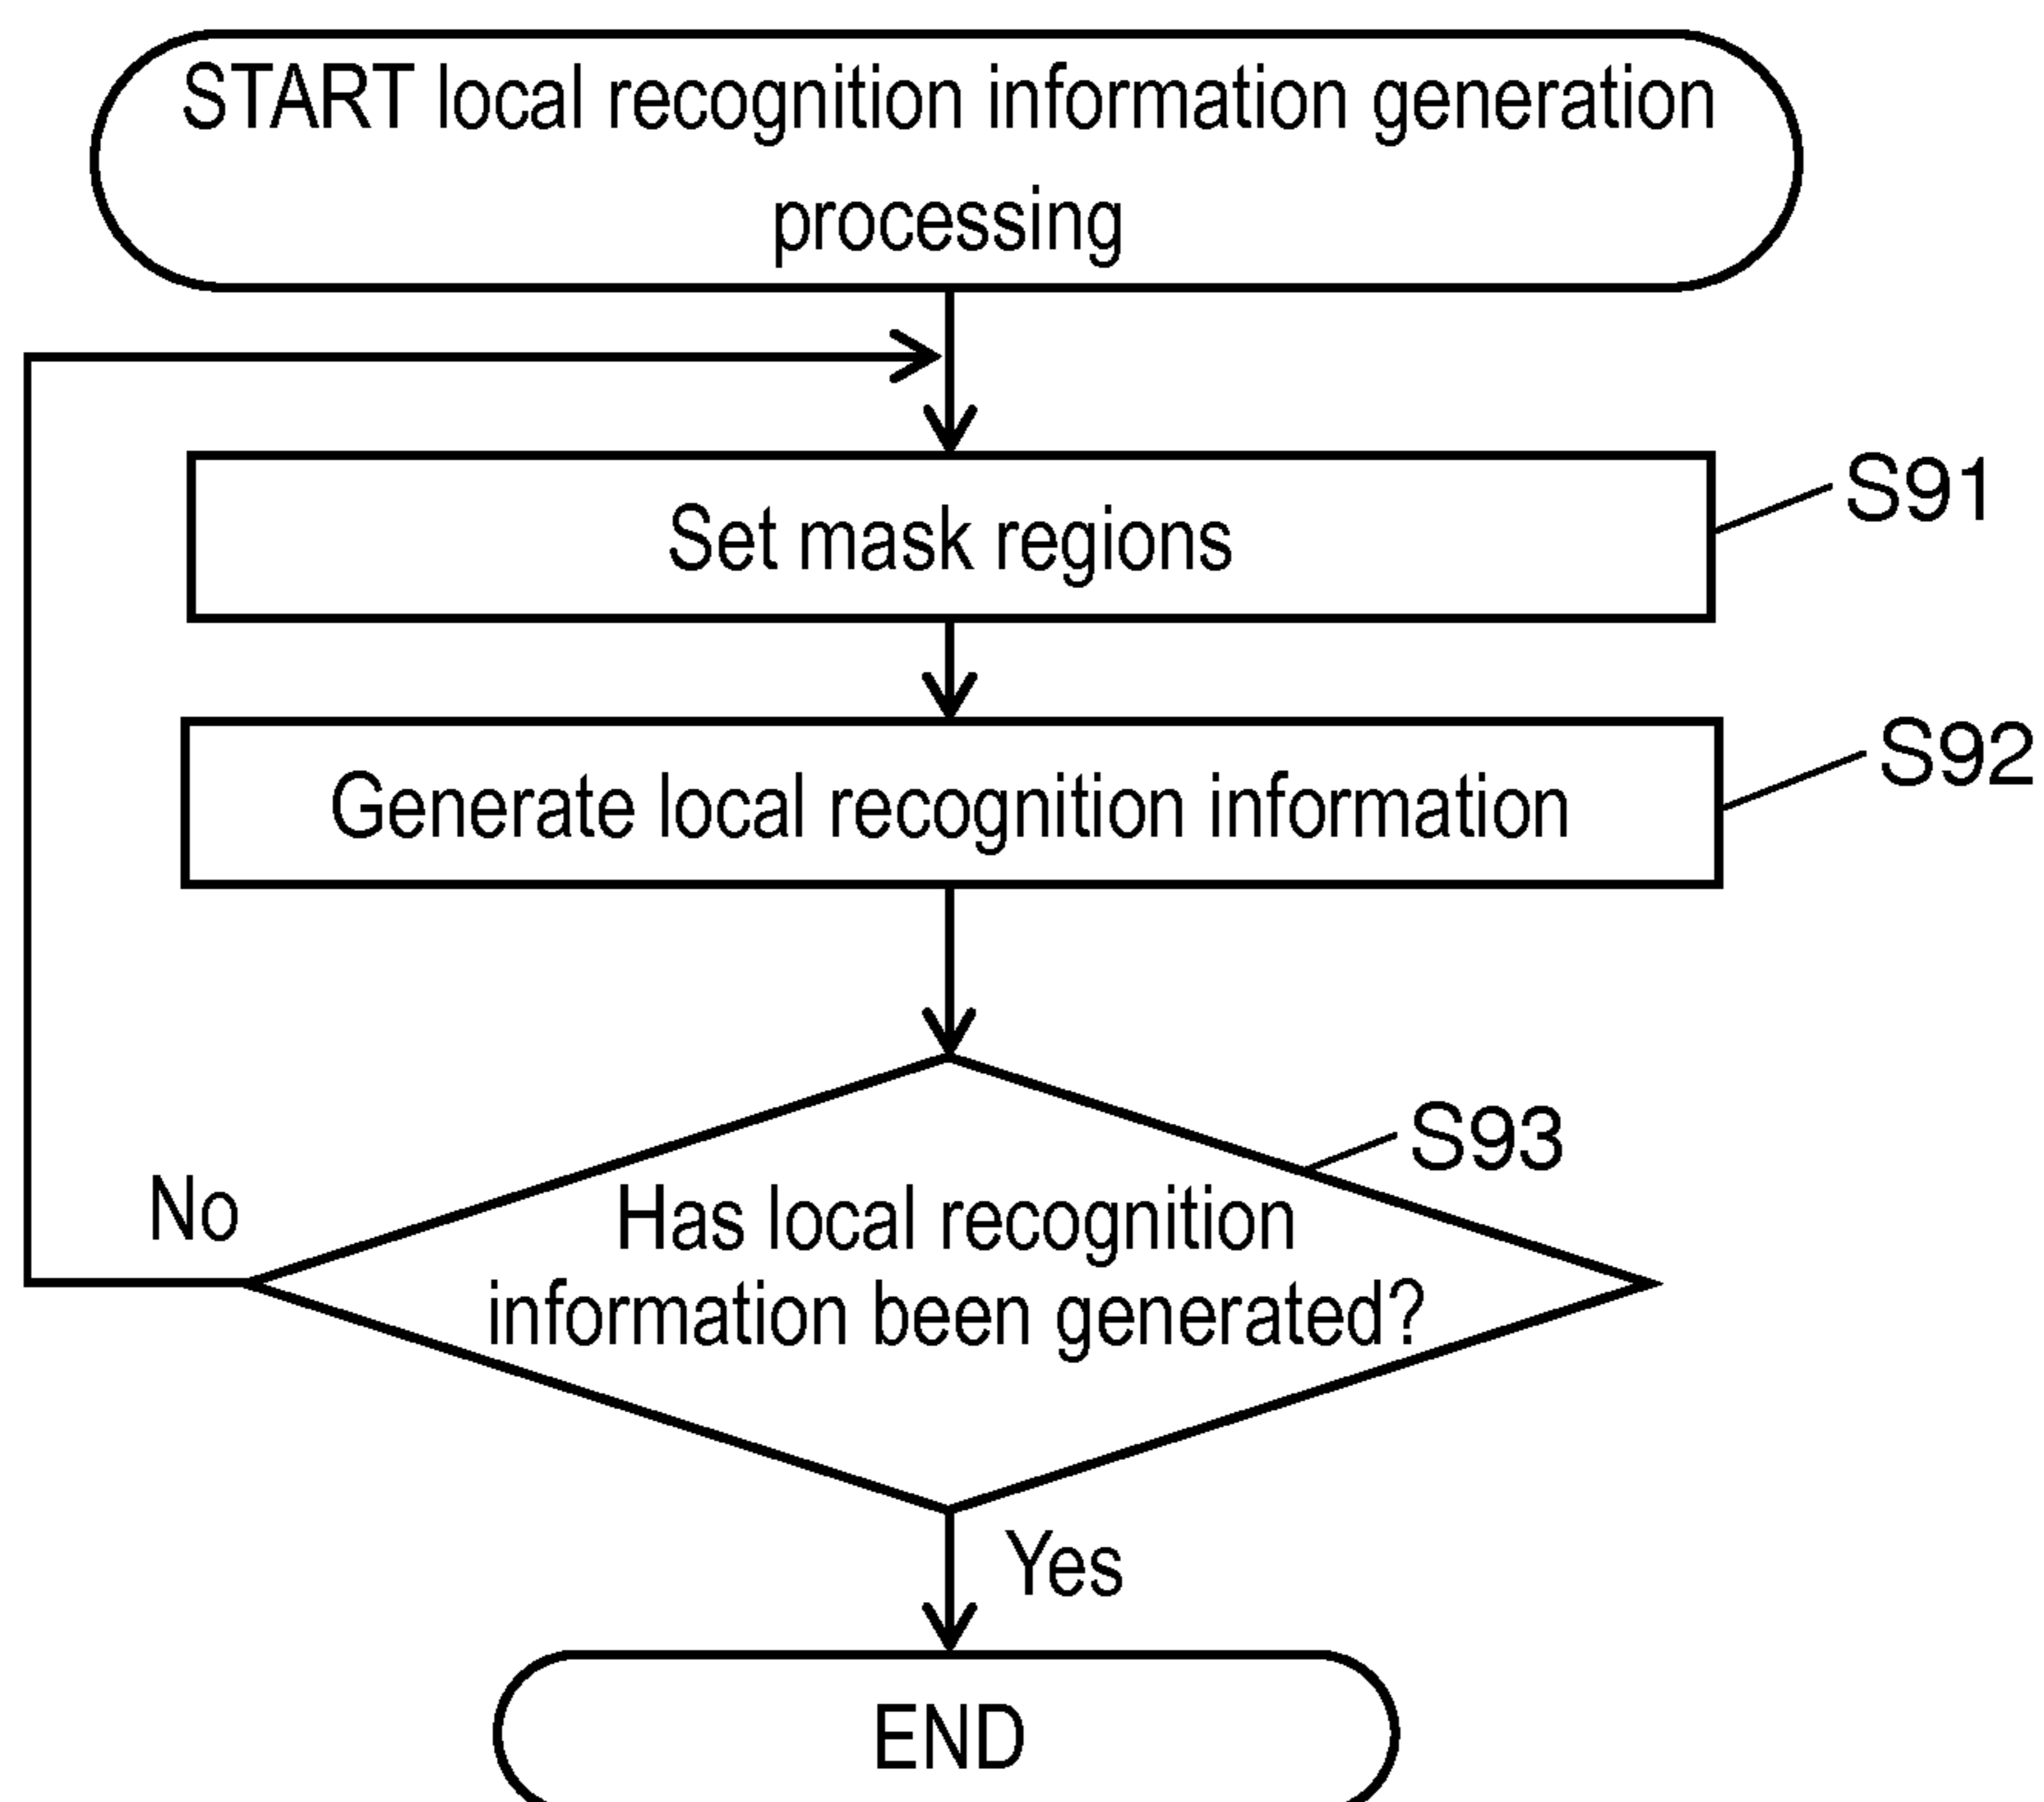 START local recognition information generation
processing
Set mask regions
S91
Generate local recognition information
S92
S93
Has local recognition
information been generated?
No
Yes
END